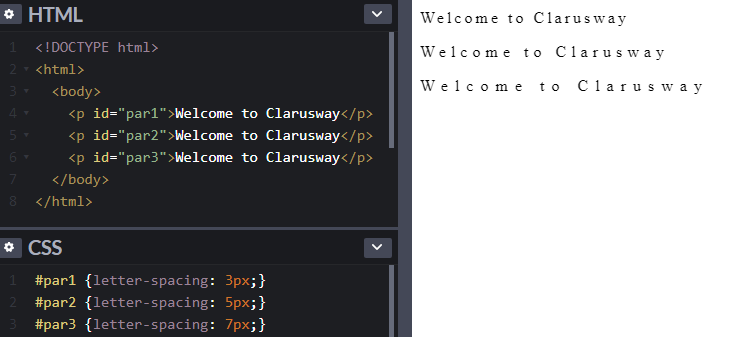 HTML
1 <!DOCTYPE html>
2 <html>
3 <body>
4 <p id="par1">Welcome to Clarusway</p>
5 <p id="par2">Welcome to Clarusway</p>
6 <p id="par3">Welcome to Clarusway</p>
7 </body>
8 </html>
CSS
1 #par1 {letter-spacing: 3px;}
2 #par2 {letter-spacing: 5px;}
3 #par3 {letter-spacing: 7px;}
Welcome to Clarusway
Welcome to Clarusway
Welcome to Clarusway